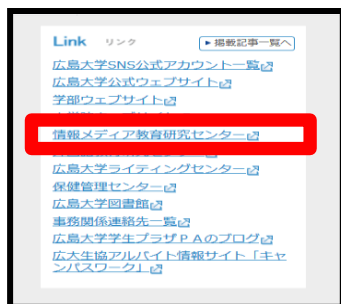 Link リンク ▶掲載記事一覧へ
広島大学SNS公式アカウント一覧
広島大学公式ウェブサイト
学部ウェブサイト
情報メディア教育研究センター
広島大学ライティングセンター
保健管理センター
広島大学図書館
事務関係連絡先一覧
広島大学学生プラザPAのブログ
広大生協アルバイト情報サイト「キャ
ンパスワーク」